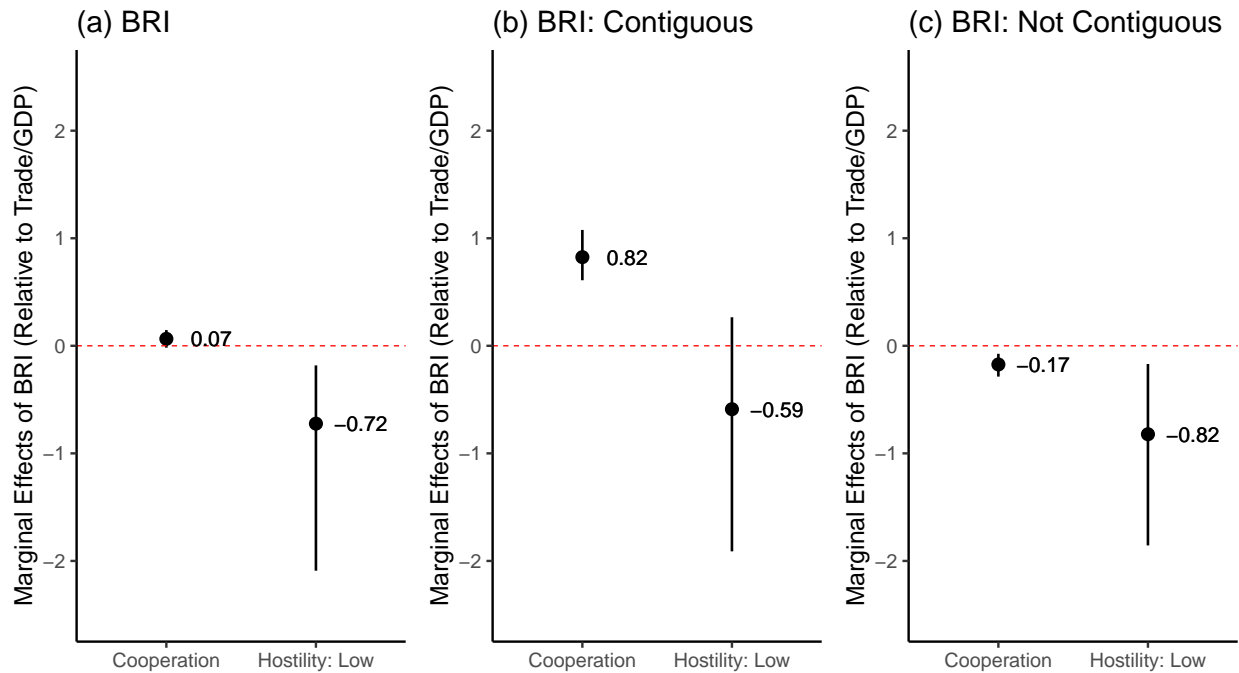 (a) BRI
Marginal Effects of BRI (Relative to Trade/GDP)
2
1
0
−1
−2
0.07
−0.72
Cooperation
Hostility: Low
(b) BRI: Contiguous
Marginal Effects of BRI (Relative to Trade/GDP)
2
1
0
−1
−2
0.82
−0.59
Cooperation
Hostility: Low
(c) BRI: Not Contiguous
Marginal Effects of BRI (Relative to Trade/GDP)
2
1
0
−1
−2
−0.17
−0.82
Cooperation
Hostility: Low